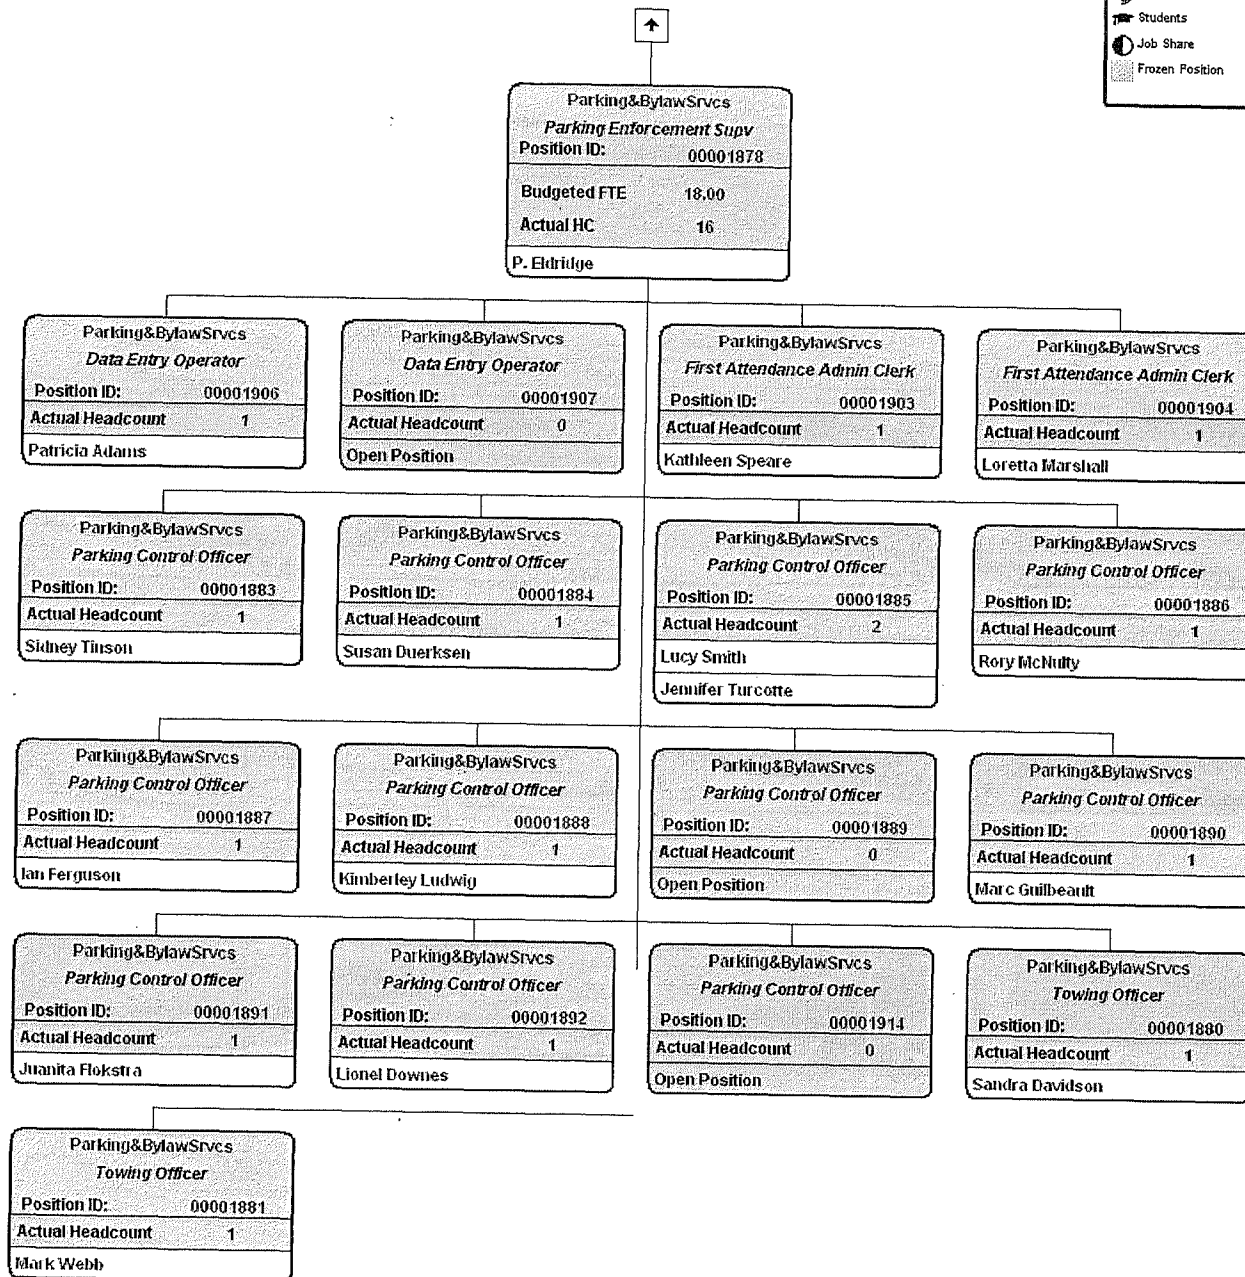 Students
Job Share
Frozen Position
Parking&BylawSrvcs
Parking Enforcement Supv
Position ID: 00001878
Budgeted FTE 18.00
Actual HC 16
P. Eldridge
Parking&BylawSrvcs
Data Entry Operator
Position ID: 00001906
Actual Headcount 1
Patricia Adams
Parking&BylawSrvcs
Data Entry Operator
Position ID: 00001907
Actual Headcount 0
Open Position
Parking&BylawSrvcs
First Attendance Admin Clerk
Position ID: 00001903
Actual Headcount 1
Kathleen Speare
Parking&BylawSrvcs
First Attendance Admin Clerk
Position ID: 00001904
Actual Headcount 1
Loretta Marshall
Parking&BylawSrvcs
Parking Control Officer
Position ID: 00001883
Actual Headcount 1
Sidney Tinson
Parking&BylawSrvcs
Parking Control Officer
Position ID: 00001884
Actual Headcount 1
Susan Duerksen
Parking&BylawSrvcs
Parking Control Officer
Position ID: 00001885
Actual Headcount 2
Lucy Smith
Jennifer Turcotte
Parking&BylawSrvcs
Parking Control Officer
Position ID: 00001886
Actual Headcount 1
Rory McNulty
Parking&BylawSrvcs
Parking Control Officer
Position ID: 00001887
Actual Headcount 1
Ian Ferguson
Parking&BylawSrvcs
Parking Control Officer
Position ID: 00001888
Actual Headcount 1
Kimberley Ludwig
Parking&BylawSrvcs
Parking Control Officer
Position ID: 00001889
Actual Headcount 0
Open Position
Parking&BylawSrvcs
Parking Control Officer
Position ID: 00001890
Actual Headcount 1
Marc Guilbeault
Parking&BylawSrvcs
Parking Control Officer
Position ID: 00001891
Actual Headcount 1
Juanita Flokstra
Parking&BylawSrvcs
Parking Control Officer
Position ID: 00001892
Actual Headcount 1
Lionel Downes
Parking&BylawSrvcs
Parking Control Officer
Position ID: 00001914
Actual Headcount 0
Open Position
Parking&BylawSrvcs
Towing Officer
Position ID: 00001880
Actual Headcount 1
Sandra Davidson
Parking&BylawSrvcs
Towing Officer
Position ID: 00001881
Actual Headcount 1
Mark Webb